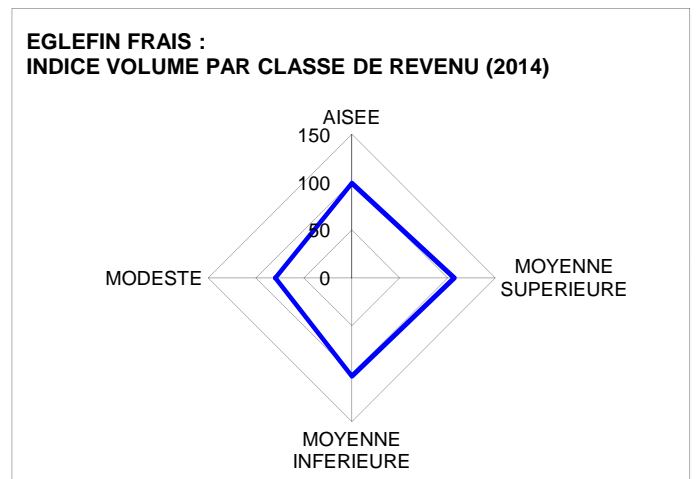 EGLEFIN FRAIS :
INDICE VOLUME PAR CLASSE DE REVENU (2014)
AISEE
150
100
50
0
MODESTE
MOYENNE
SUPERIEURE
MOYENNE
INFERIEURE